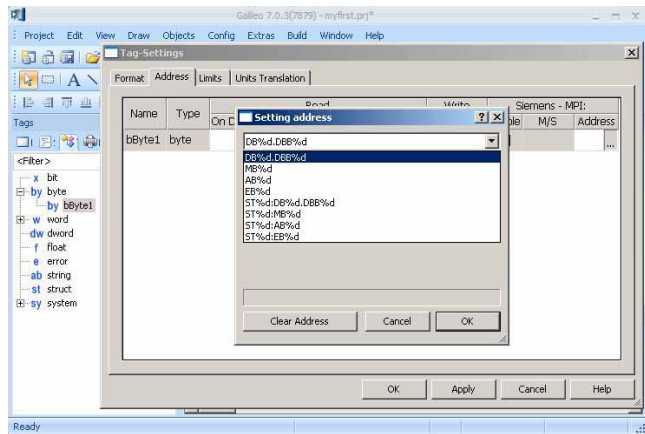 Galileo 7.0.3(7879) - myfirst.prj*
Project Edit View Draw Objects Config Extras Build Window Help
Tag-Settings
Format Address Limits Units Translation
Tags
<Filter>
x bit
by byte
by bByte1
w word
dw dword
f float
e error
ab string
st struct
sy system
Name Type Read Write Siemens - MPI:
On D M/S Address
bByte1 byte ...
Setting address
DB%d.DBB%d
DB%d.DBB%d
MB%d
AB%d
EB%d
ST%d:DB%d.DBB%d
ST%d:MB%d
ST%d:AB%d
ST%d:EB%d
Clear Address Cancel OK
OK Apply Cancel Help
Ready